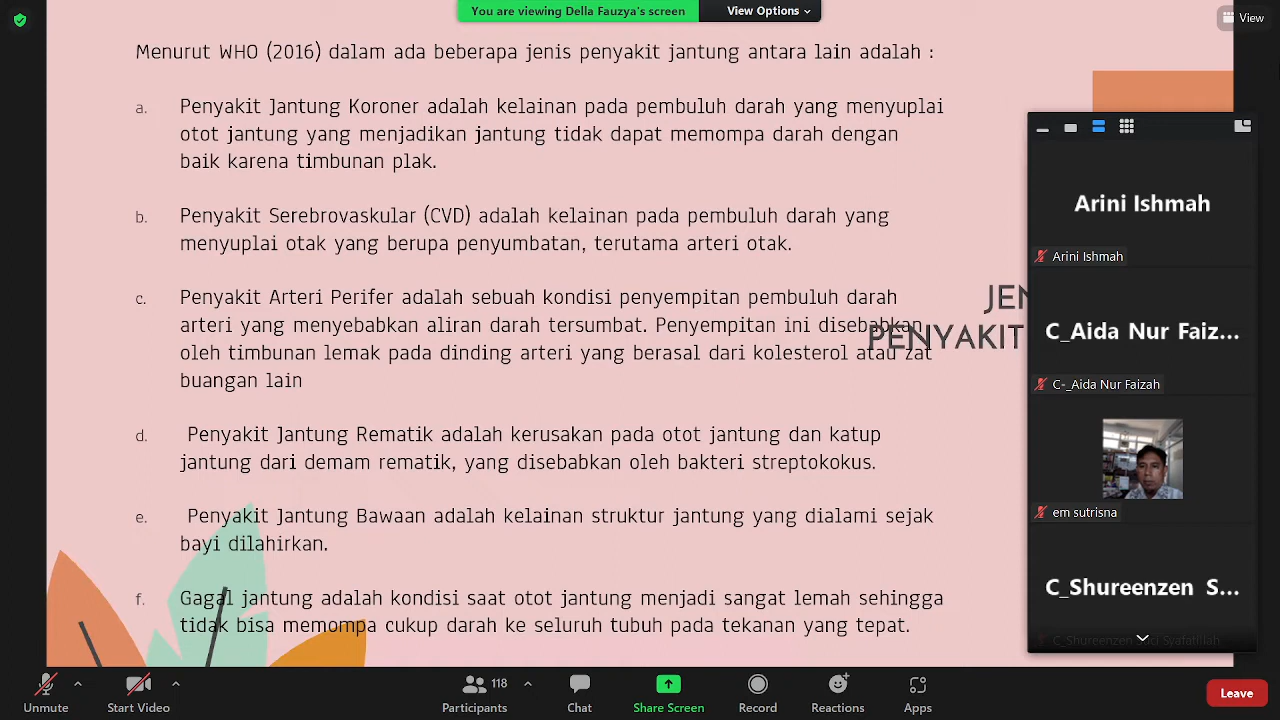 You are viewing Della Fauzya's screen
View Options
View
Menurut WHO (2016) dalam ada beberapa jenis penyakit jantung antara lain adalah :
a. Penyakit Jantung Koroner adalah kelainan pada pembuluh darah yang menyuplai
otot jantung yang menjadikan jantung tidak dapat memompa darah dengan
baik karena timbunan plak.
b. Penyakit Serebrovaskular (CVD) adalah kelainan pada pembuluh darah yang
menyuplai otak yang berupa penyumbatan, terutama arteri otak.
c. Penyakit Arteri Perifer adalah sebuah kondisi penyempitan pembuluh darah
arteri yang menyebabkan aliran darah tersumbat. Penyempitan ini disebabkan
oleh timbunan lemak pada dinding arteri yang berasal dari kolesterol atau zat
buangan lain
d. Penyakit Jantung Rematik adalah kerusakan pada otot jantung dan katup
jantung dari demam rematik, yang disebabkan oleh bakteri streptokokus.
e. Penyakit Jantung Bawaan adalah kelainan struktur jantung yang dialami sejak
bayi dilahirkan.
f. Gagal jantung adalah kondisi saat otot jantung menjadi sangat lemah sehingga
tidak bisa memompa cukup darah ke seluruh tubuh pada tekanan yang tepat.
JEN
PENYAKIT
Arini Ishmah
Arini Ishmah
C_Aida Nur Faiz...
C-_Aida Nur Faizah
em sutrisna
C_Shureenzen S...
Unmute
Start Video
118
Participants
Chat
Share Screen
Record
Reactions
Apps
Leave